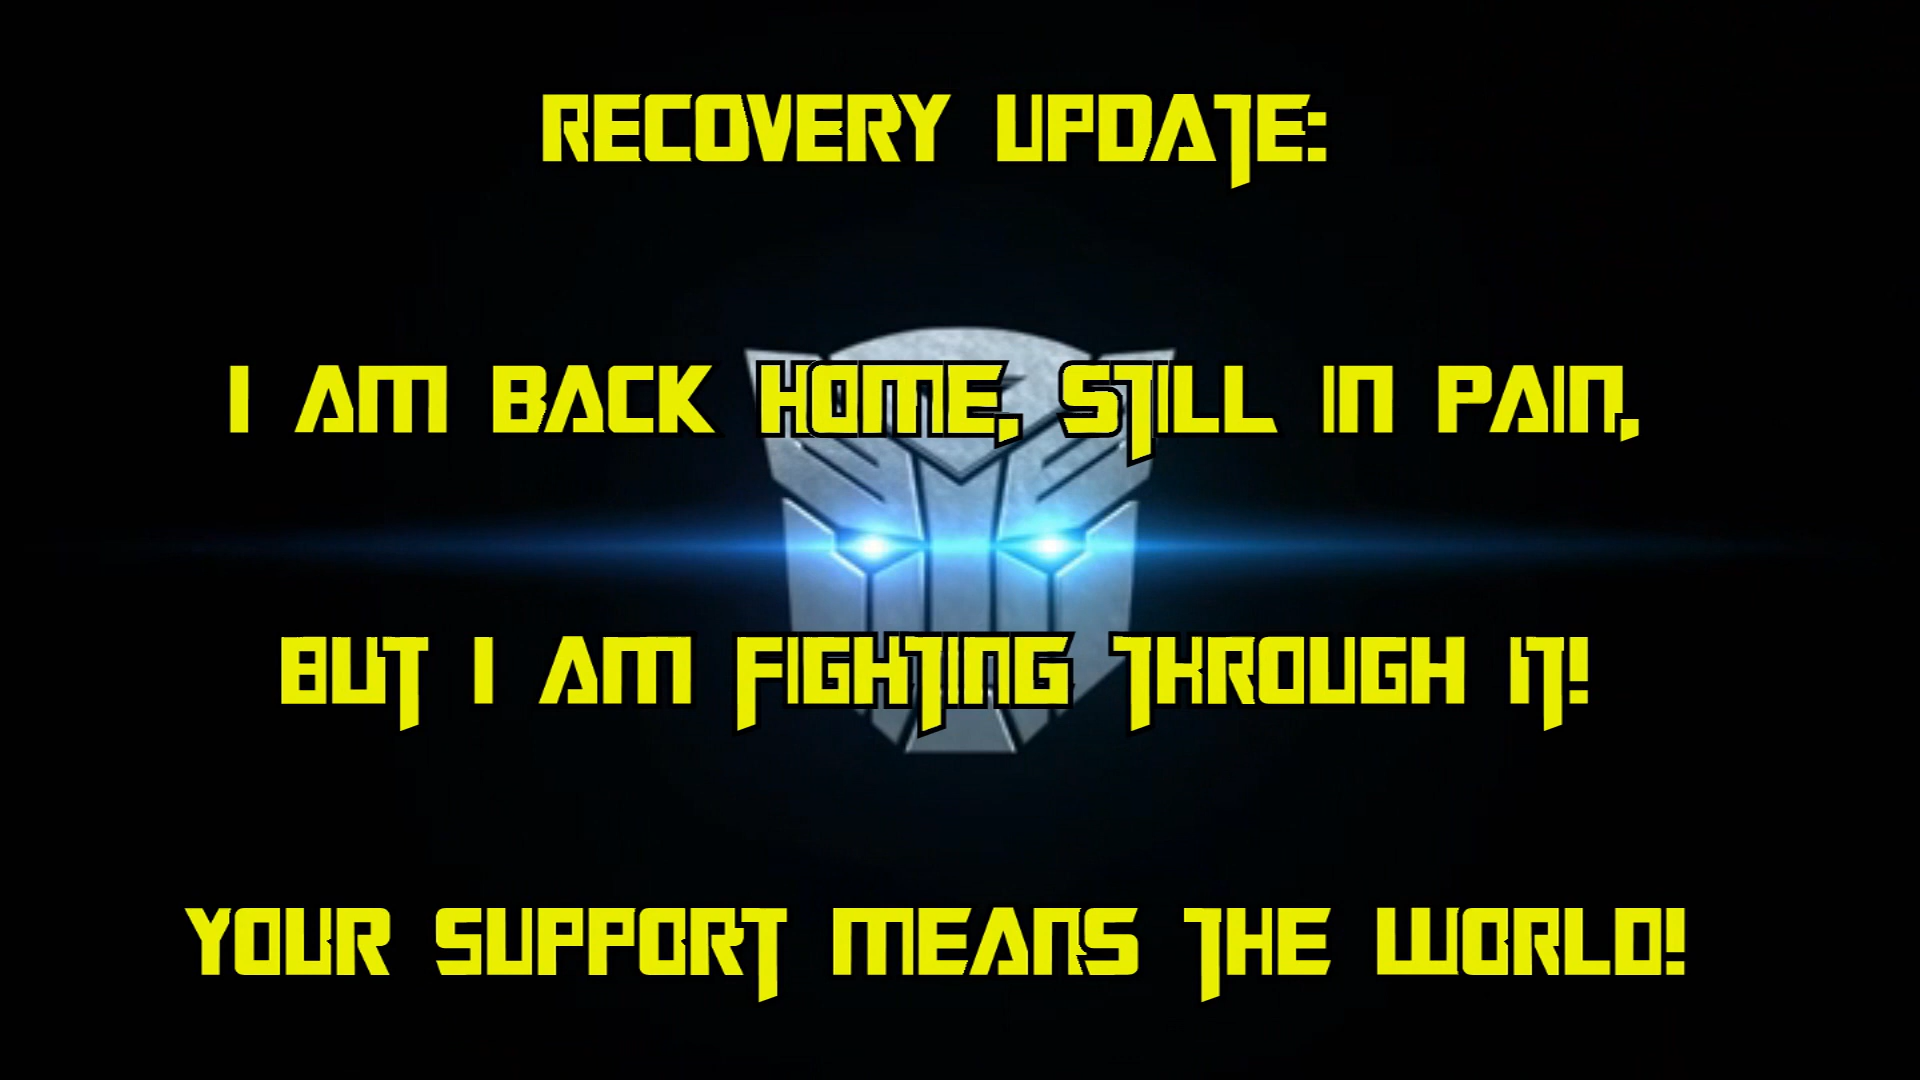 RECOVERY UPDATE:
I AM BACK HOME, STILL IN PAIN,
BUT I AM FIGHTING THROUGH IT!
YOUR SUPPORT MEANS THE WORLD!